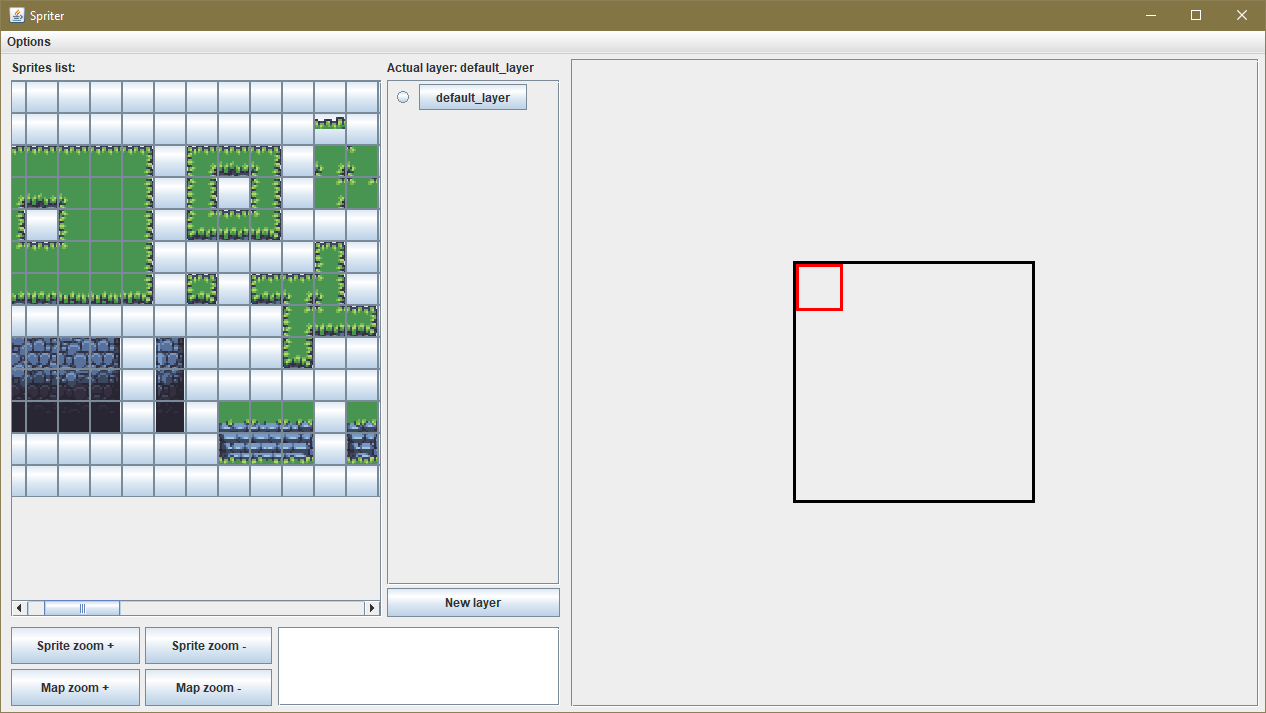 Spriter
Options
Sprites list:
Actual layer: default_layer
default_layer
New layer
Sprite zoom +
Sprite zoom -
Map zoom +
Map zoom -